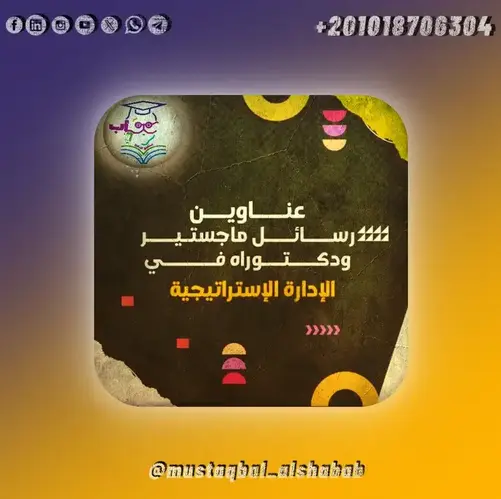 +201018706304
عناوين
رسائل ماجستير
ودكتوراه في
الإدارة الإستراتيجية
@mustaqbal_alshabab